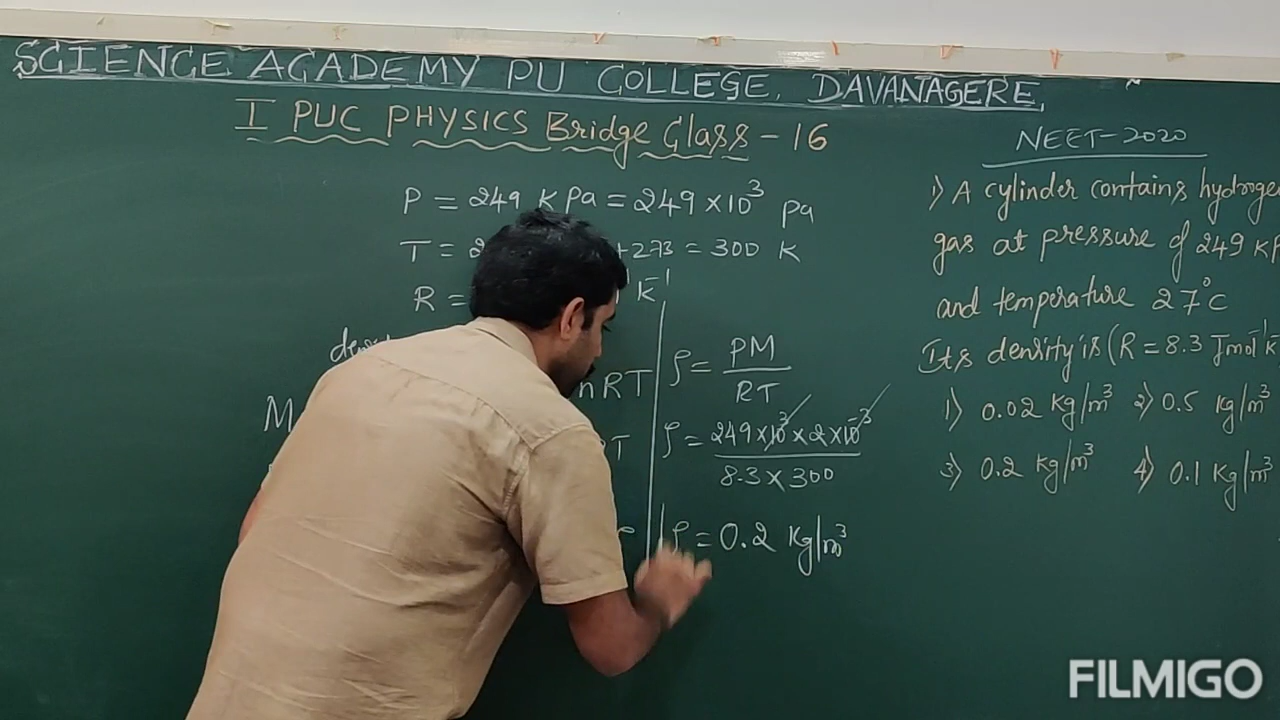 SCIENCE ACADEMY PU COLLEGE, DAVANAGERE
I PUC PHYSICS Bridge Class - 16
P = 249 KPa = 249 × 10³ Pa
T = 2 +273 = 300 K
R = K⁻¹
nRT
RT
M
ρ = PM / RT
ρ = 249×10³×2×10⁻³ / 8.3×300
ρ = 0.2 Kg/m³
NEET-2020
1) A cylinder contains hydroge
gas at pressure of 249 KP
and temperature 27°C
Its density is (R = 8.3 Jmol⁻¹K
1) 0.02 Kg/m³ 2) 0.5 Kg/m³
3) 0.2 Kg/m³ 4) 0.1 Kg/m³
FILMIGO